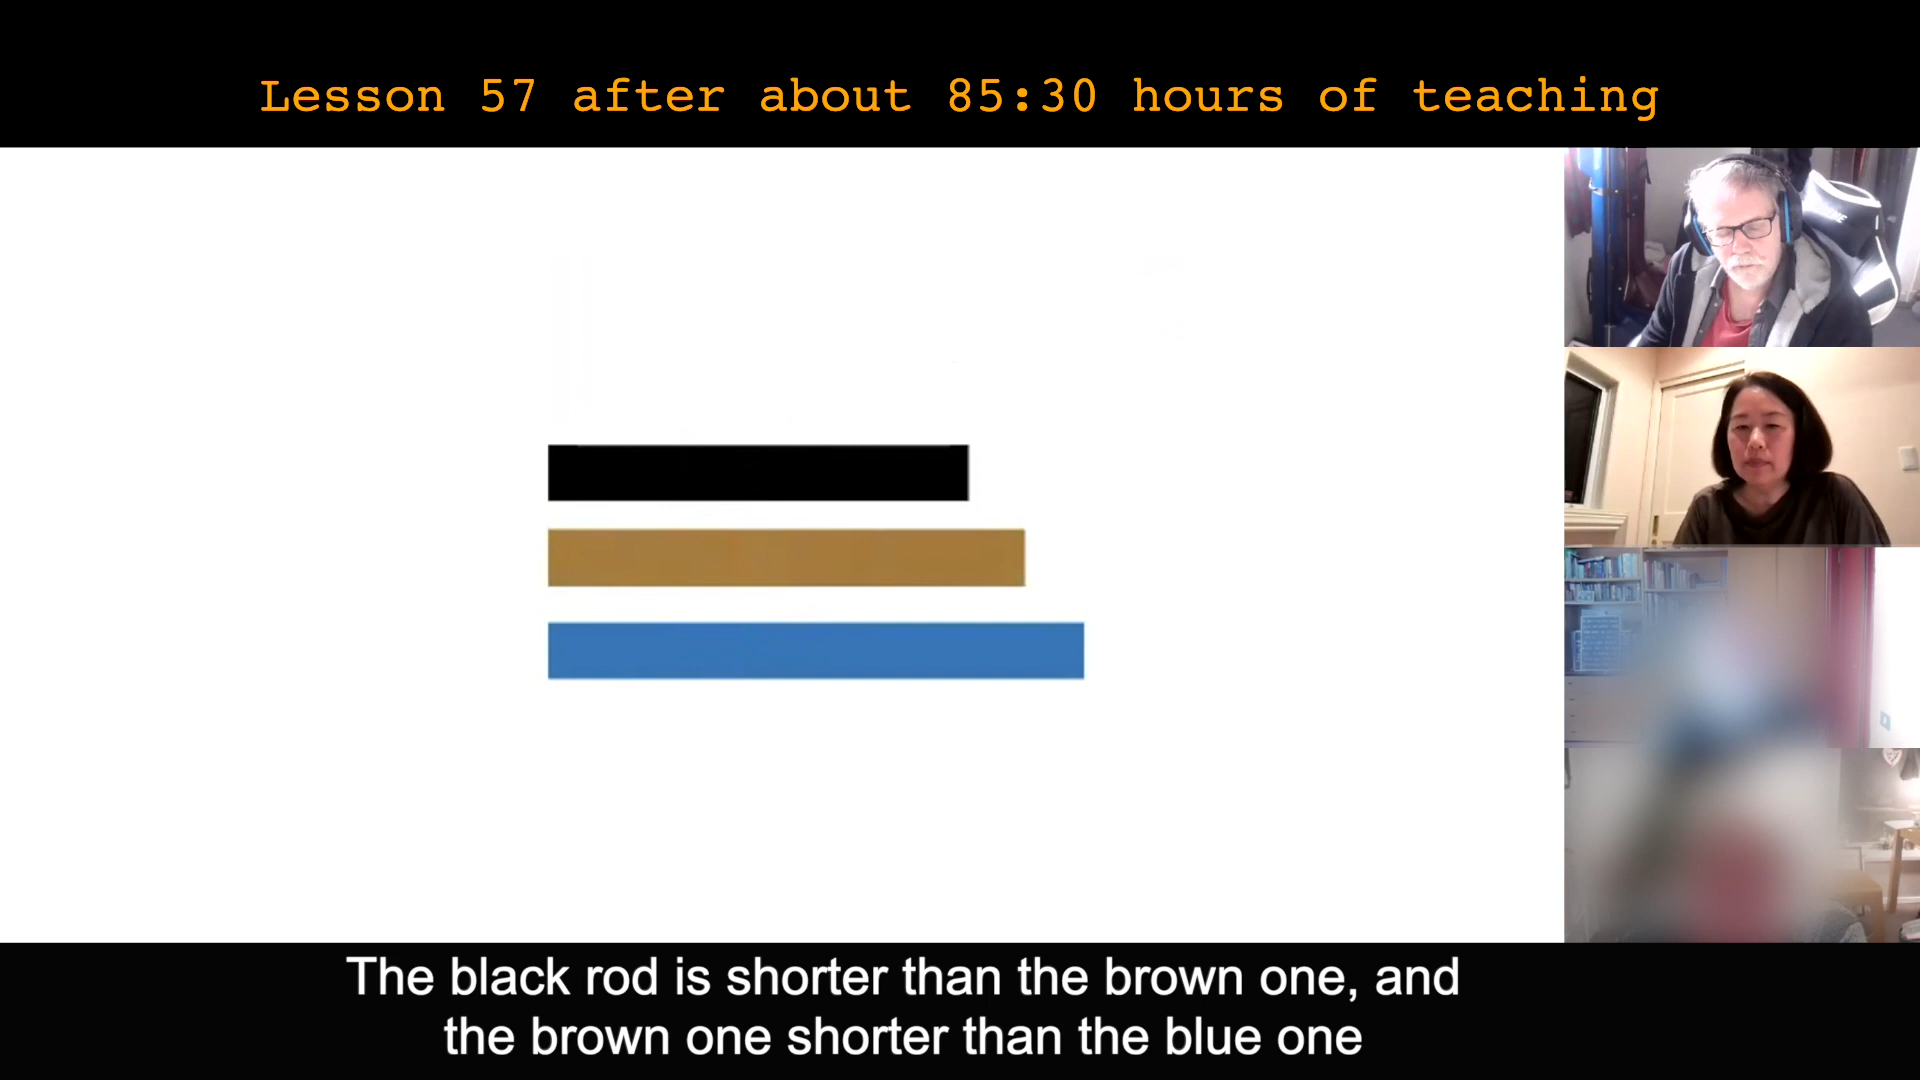 Lesson 57 after about 85:30 hours of teaching
The black rod is shorter than the brown one, and
the brown one shorter than the blue one